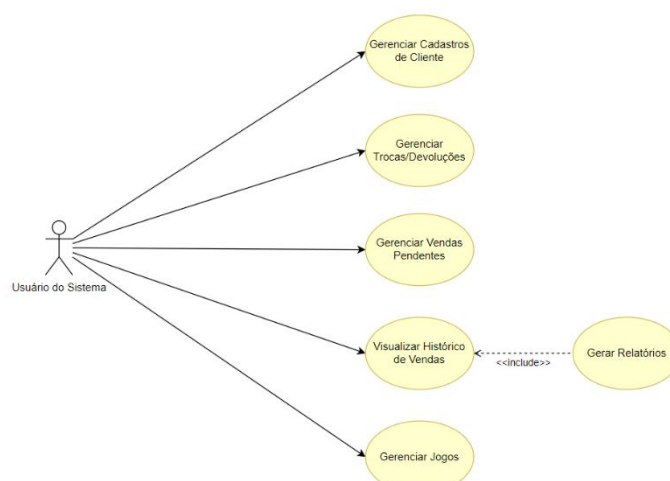 Gerenciar Cadastros
de Cliente
Gerenciar
Trocas/Devoluções
Gerenciar Vendas
Pendentes
Usuário do Sistema
Visualizar Histórico
de Vendas
<<include>>
Gerar Relatórios
Gerenciar Jogos